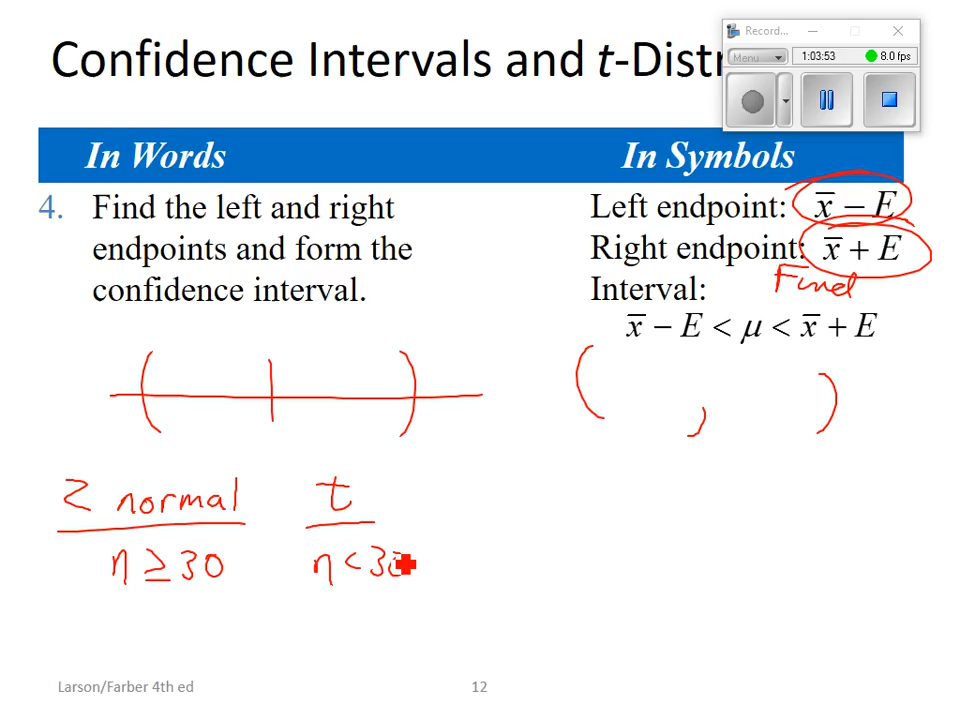 Confidence Intervals and t-Distr
Record...
Menu
1:03:53
8.0 fps
In Words
In Symbols
4. Find the left and right
endpoints and form the
confidence interval.
Left endpoint: x̄ − E
Right endpoint: x̄ + E
Interval:
Find
x̄ − E < μ < x̄ + E
( , )
z normal
t
n ≥ 30
n < 30
Larson/Farber 4th ed
12